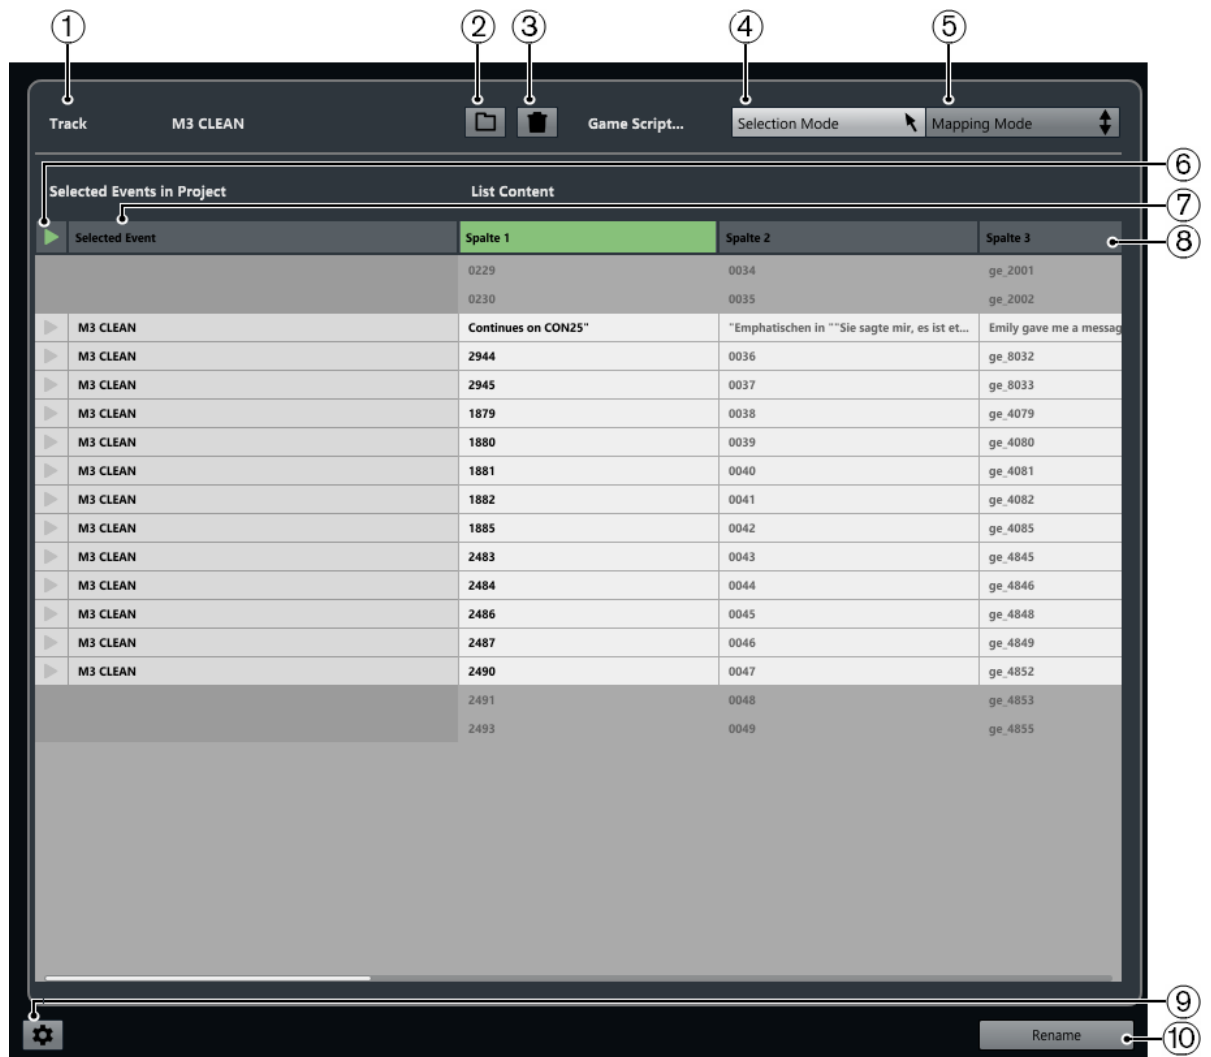 ① ② ③ ④ ⑤
Track M3 CLEAN Game Script... Selection Mode Mapping Mode
⑥
Selected Events in Project List Content
⑦
Selected Event Spalte 1 Spalte 2 Spalte 3
⑧
0229 0034 ge_2001
0230 0035 ge_2002
M3 CLEAN Continues on CON25" "Emphatischen in ""Sie sagte mir, es ist et... Emily gave me a messag
M3 CLEAN 2944 0036 ge_8032
M3 CLEAN 2945 0037 ge_8033
M3 CLEAN 1879 0038 ge_4079
M3 CLEAN 1880 0039 ge_4080
M3 CLEAN 1881 0040 ge_4081
M3 CLEAN 1882 0041 ge_4082
M3 CLEAN 1885 0042 ge_4085
M3 CLEAN 2483 0043 ge_4845
M3 CLEAN 2484 0044 ge_4846
M3 CLEAN 2486 0045 ge_4848
M3 CLEAN 2487 0046 ge_4849
M3 CLEAN 2490 0047 ge_4852
2491 0048 ge_4853
2493 0049 ge_4855
⑨
Rename
⑩